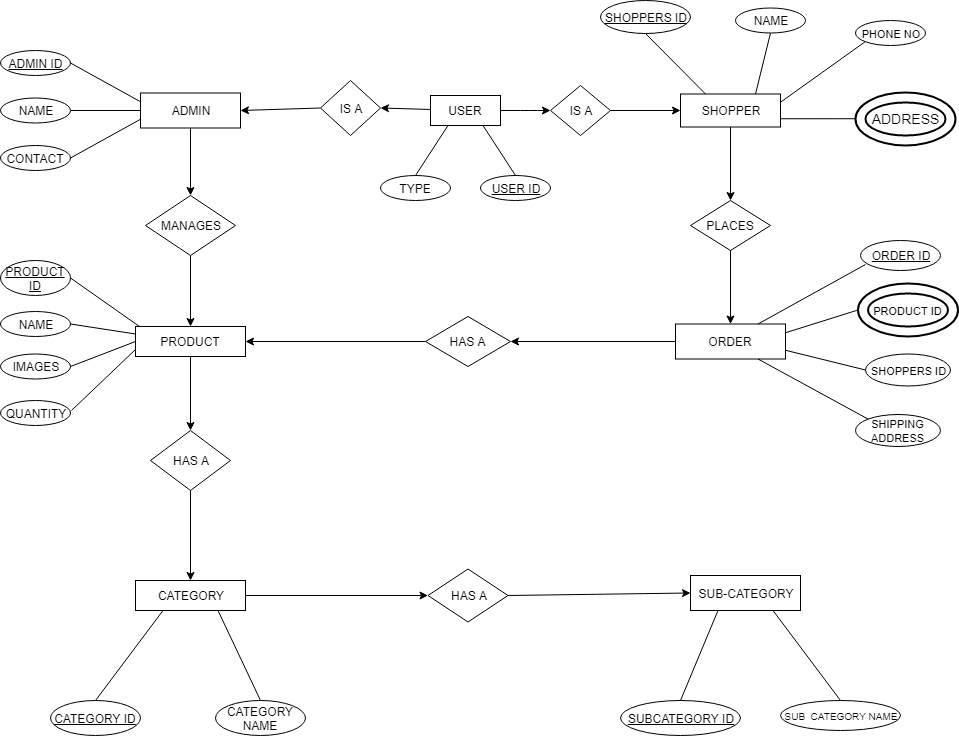 SHOPPERS ID
NAME
PHONE NO
ADMIN ID
NAME
CONTACT
ADMIN
IS A
USER
IS A
SHOPPER
ADDRESS
TYPE
USER ID
MANAGES
PLACES
PRODUCT
ID
NAME
IMAGES
QUANTITY
PRODUCT
HAS A
ORDER
ORDER ID
PRODUCT ID
SHOPPERS ID
SHIPPING
ADDRESS
HAS A
CATEGORY
HAS A
SUB-CATEGORY
CATEGORY ID
CATEGORY
NAME
SUBCATEGORY ID
SUB CATEGORY NAME